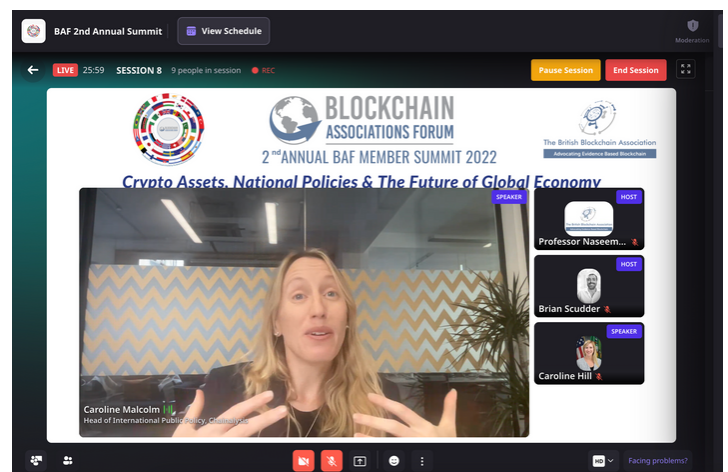 BAF 2nd Annual Summit
View Schedule
Moderation
LIVE 25:59 SESSION 8 9 people in session REC
Pause Session
End Session
BLOCKCHAIN
ASSOCIATIONS FORUM
2ndANNUAL BAF MEMBER SUMMIT 2022
The British Blockchain Association
Advocating Evidence Based Blockchain
Crypto Assets, National Policies & The Future of Global Economy
SPEAKER
HOST
Professor Naseem...
HOST
Brian Scudder
SPEAKER
Caroline Hill
Caroline Malcolm
Head of International Public Policy, Chainalysis
HD
Facing problems?